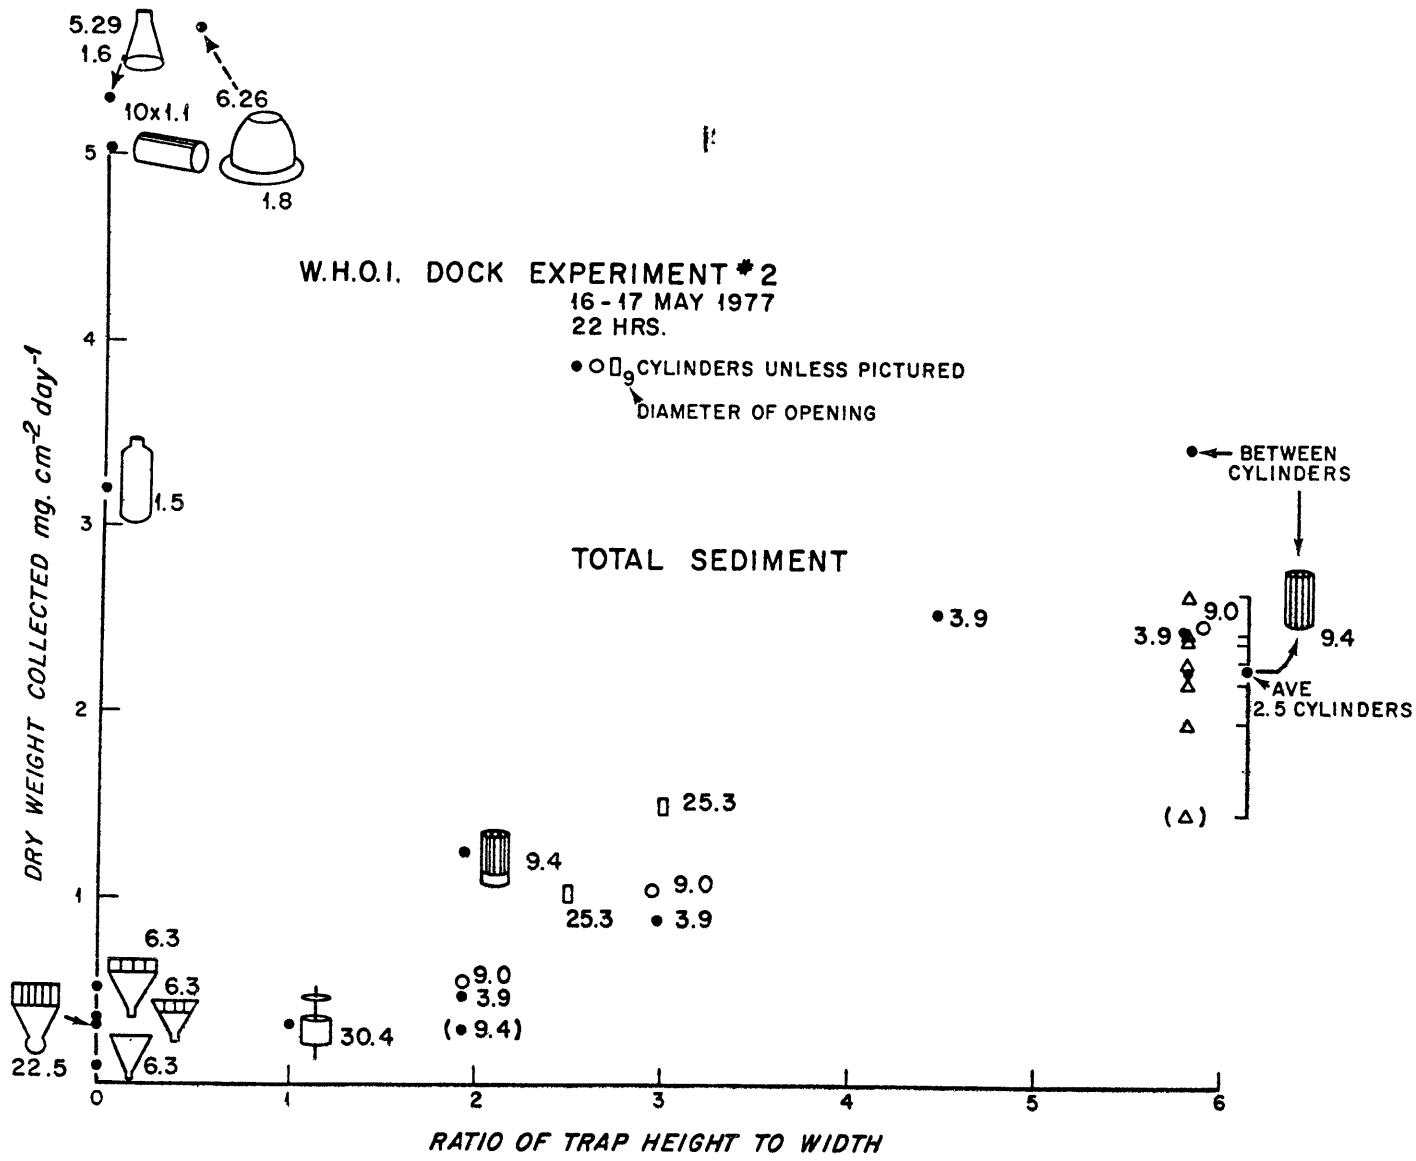 5.29
1.6
6.26
10x1.1
1.8
5
W.H.O.I. DOCK EXPERIMENT #2
16-17 MAY 1977
22 HRS.
4
9 CYLINDERS UNLESS PICTURED
DIAMETER OF OPENING
BETWEEN
CYLINDERS
1.5
3
TOTAL SEDIMENT
3.9
3.9
9.0
9.4
AVE
2.5 CYLINDERS
2
25.3
( )
9.4
9.0
1
25.3
3.9
6.3
6.3
9.0
3.9
(9.4)
30.4
22.5
6.3
0
1
2
3
4
5
6
DRY WEIGHT COLLECTED mg. cm-2 day-1
RATIO OF TRAP HEIGHT TO WIDTH